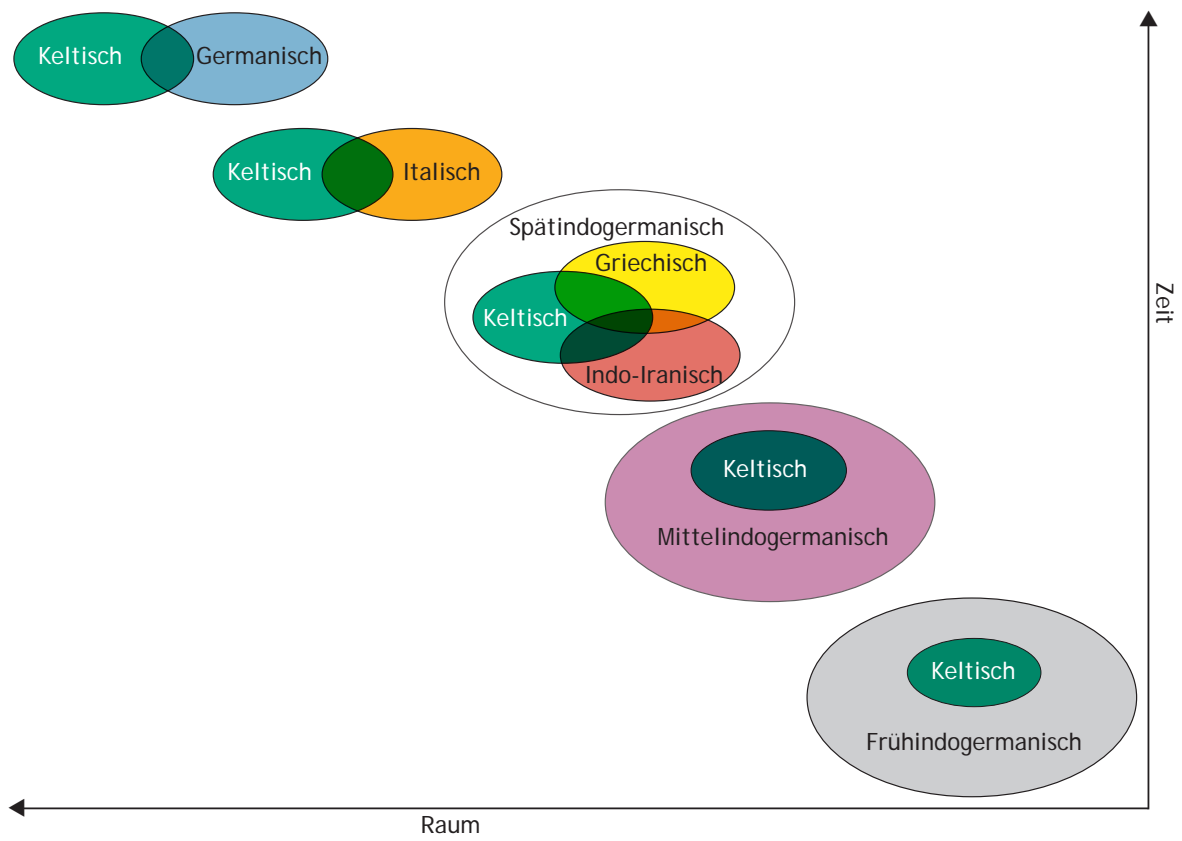 Keltisch
Germanisch
Keltisch
Italisch
Spätindogermanisch
Griechisch
Keltisch
Indo-Iranisch
Zeit
Keltisch
Mittelindogermanisch
Keltisch
Frühindogermanisch
Raum